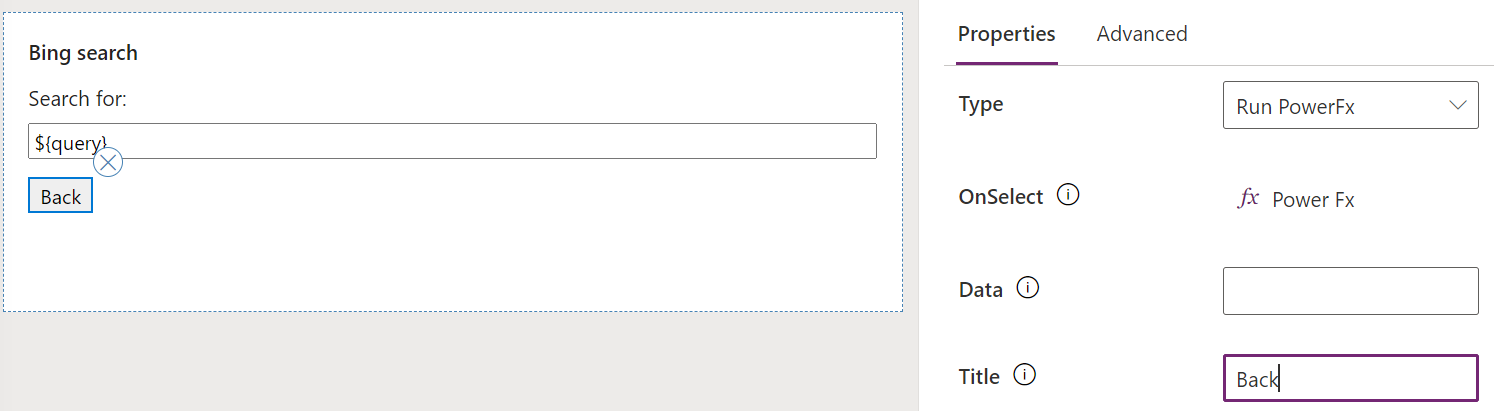 Bing search
Search for:
${query}
Back
Properties Advanced
Type Run PowerFx
OnSelect fx Power Fx
Data
Title Back